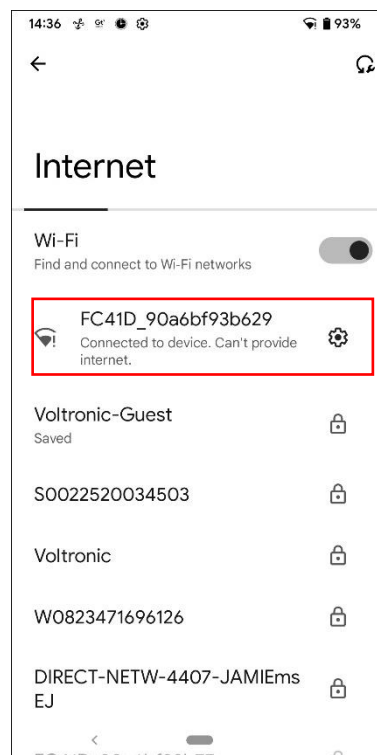 14:36 93%
Internet
Wi-Fi
Find and connect to Wi-Fi networks
FC41D_90a6bf93b629
Connected to device. Can't provide
internet.
Voltronic-Guest
Saved
S0022520034503
Voltronic
W0823471696126
DIRECT-NETW-4407-JAMIEms
EJ